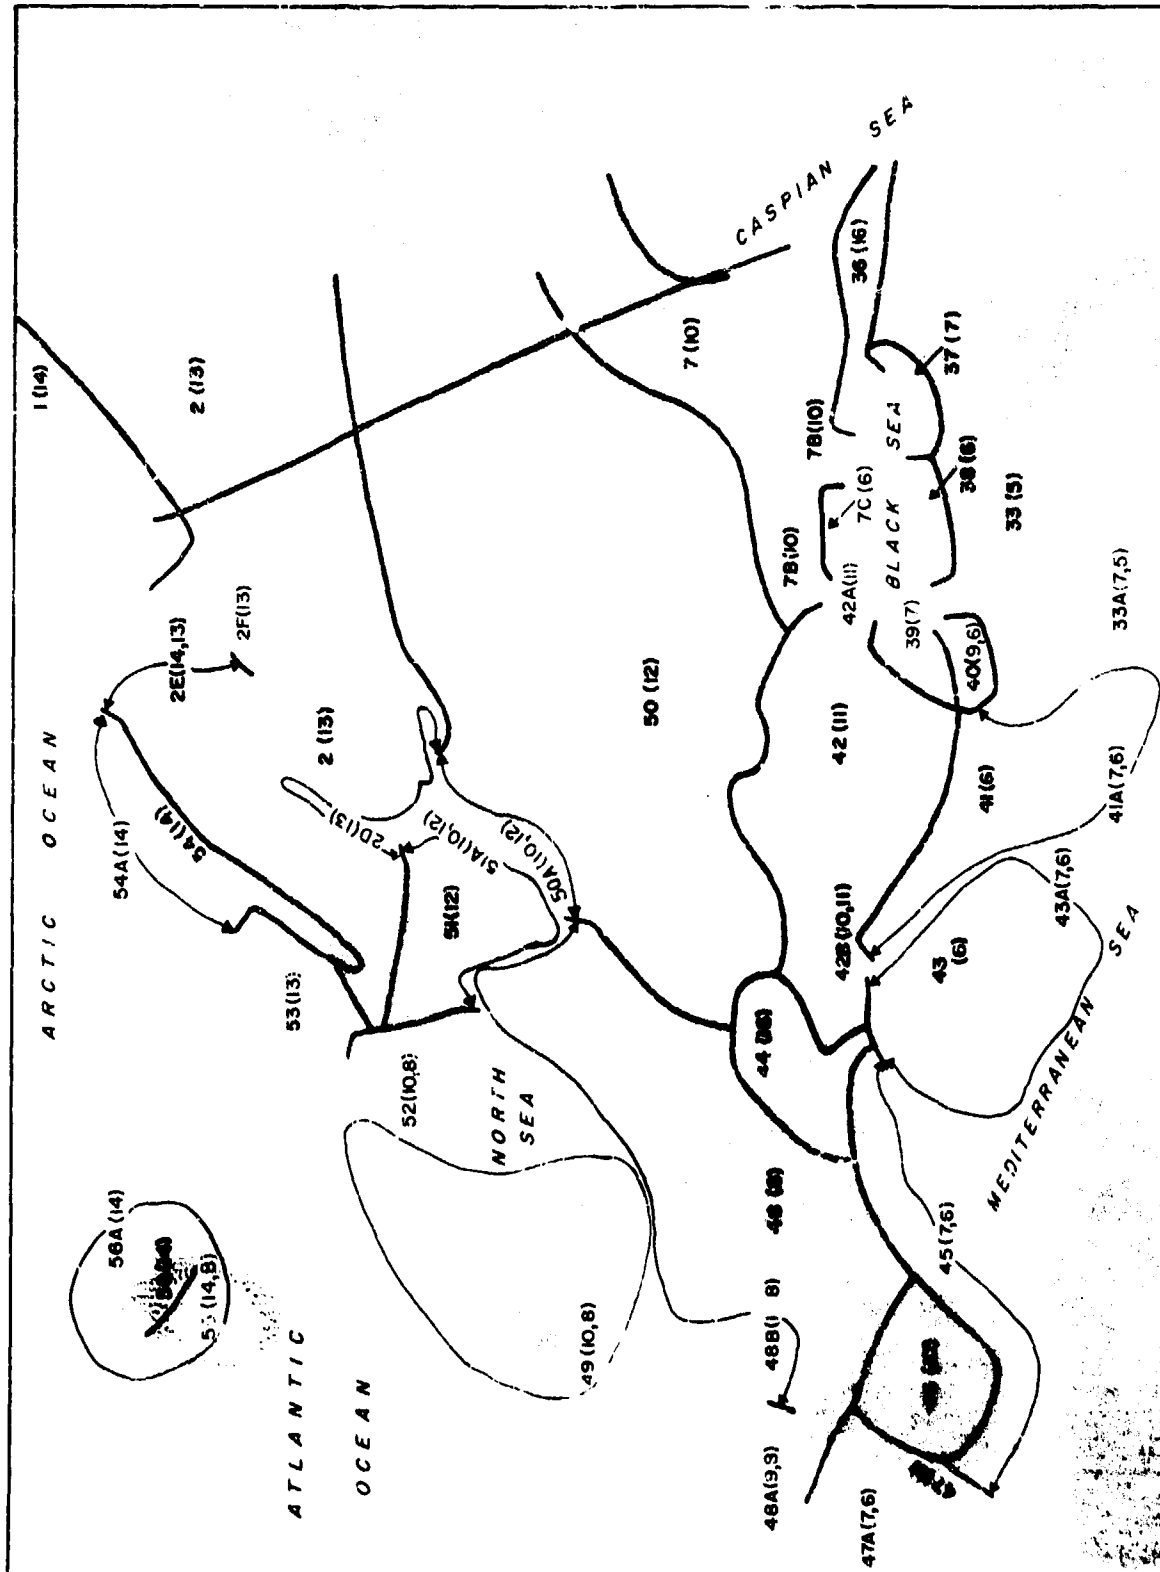 1 (14)
2 (13)
ARCTIC OCEAN
2E(14,13)
2F(13)
54A(14)
54(14)
2 (13)
2D(13)
51A(10,12)
50A(10,12)
51(12)
53(13)
52(10,8)
NORTH
SEA
56A(14)
ATLANTIC
OCEAN
49(10,8)
50 (12)
7 (10)
CASPIAN SEA
36 (16)
7B(10)
7B(10)
7C(6)
BLACK SEA
37 (7)
38 (6)
33 (5)
33A(7,5)
42A(11)
39(7)
40(9,6)
42 (11)
41(6)
41A(7,6)
42B(10,11)
43
(6)
43A(7,6)
MEDITERRANEAN SEA
45(7,6)
48A(9,3)
47A(7,6)